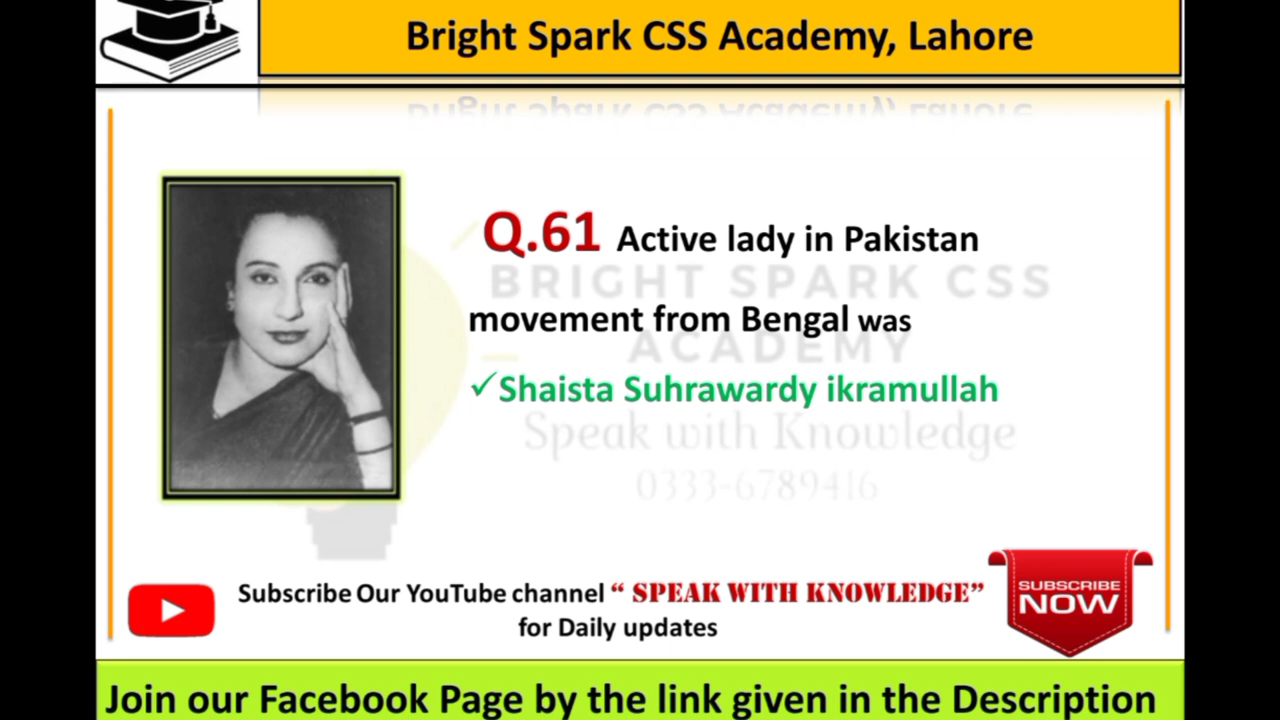 Bright Spark CSS Academy, Lahore
Q.61 Active lady in Pakistan
movement from Bengal was
✓Shaista Suhrawardy ikramullah
BRIGHT SPARK CSS
ACADEMY
Speak with Knowledge
0333-6789416
Subscribe Our YouTube channel “ SPEAK WITH KNOWLEDGE”
for Daily updates
SUBSCRIBE
NOW
Join our Facebook Page by the link given in the Description